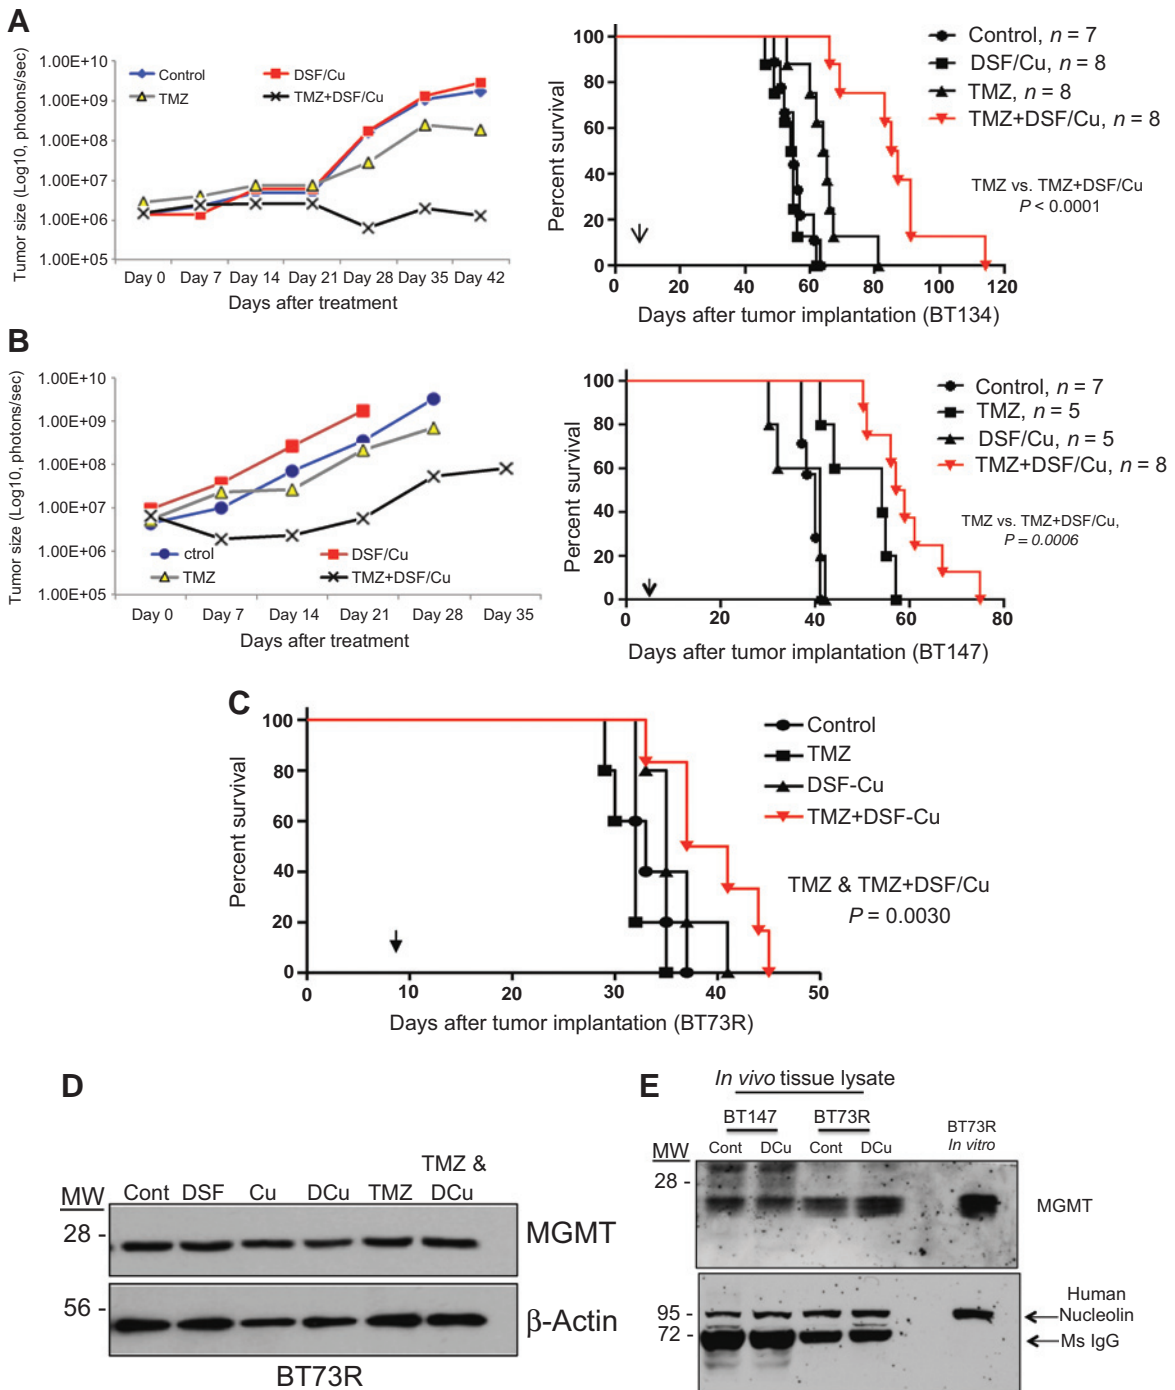 A
Tumor size (Log10, photons/sec)
1.00E+10
1.00E+09
1.00E+08
1.00E+07
1.00E+06
1.00E+05
Control
DSF/Cu
TMZ
TMZ+DSF/Cu
Day 0 Day 7 Day 14 Day 21 Day 28 Day 35 Day 42
Days after treatment
Percent survival
100
80
60
40
20
0
0 20 40 60 80 100 120
Days after tumor implantation (BT134)
Control, n = 7
DSF/Cu, n = 8
TMZ, n = 8
TMZ+DSF/Cu, n = 8
TMZ vs. TMZ+DSF/Cu
P < 0.0001
B
Tumor size (Log10, photons/sec)
1.00E+10
1.00E+09
1.00E+08
1.00E+07
1.00E+06
1.00E+05
ctrol
DSF/Cu
TMZ
TMZ+DSF/Cu
Day 0 Day 7 Day 14 Day 21 Day 28 Day 35
Days after treatment
Percent survival
100
80
60
40
20
0
0 20 40 60 80
Days after tumor implantation (BT147)
Control, n = 7
TMZ, n = 5
DSF/Cu, n = 5
TMZ+DSF/Cu, n = 8
TMZ vs. TMZ+DSF/Cu,
P = 0.0006
C
Percent survival
100
80
60
40
20
0
0 10 20 30 40 50
Days after tumor implantation (BT73R)
Control
TMZ
DSF-Cu
TMZ+DSF-Cu
TMZ & TMZ+DSF/Cu
P = 0.0030
D
TMZ &
MW Cont DSF Cu DCu TMZ DCu
28 -
MGMT
56 -
β-Actin
BT73R
E
In vivo tissue lysate
BT147 BT73R
BT73R
In vitro
MW Cont DCu Cont DCu
28 -
MGMT
95 -
72 -
Human
Nucleolin
Ms IgG